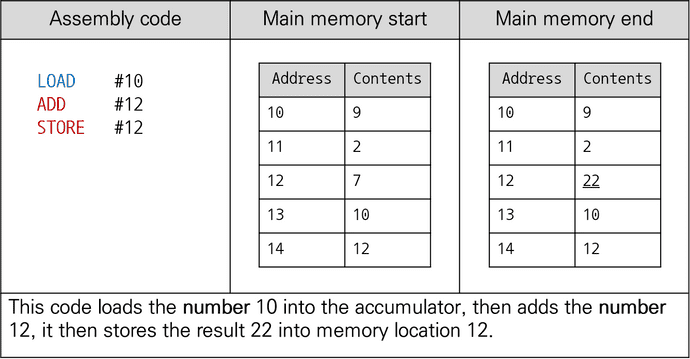 Assembly code Main memory start Main memory end
LOAD #10
ADD #12
STORE #12
Address Contents Address Contents
10 9 10 9
11 2 11 2
12 7 12 22
13 10 13 10
14 12 14 12
This code loads the number 10 into the accumulator, then adds the number
12, it then stores the result 22 into memory location 12.